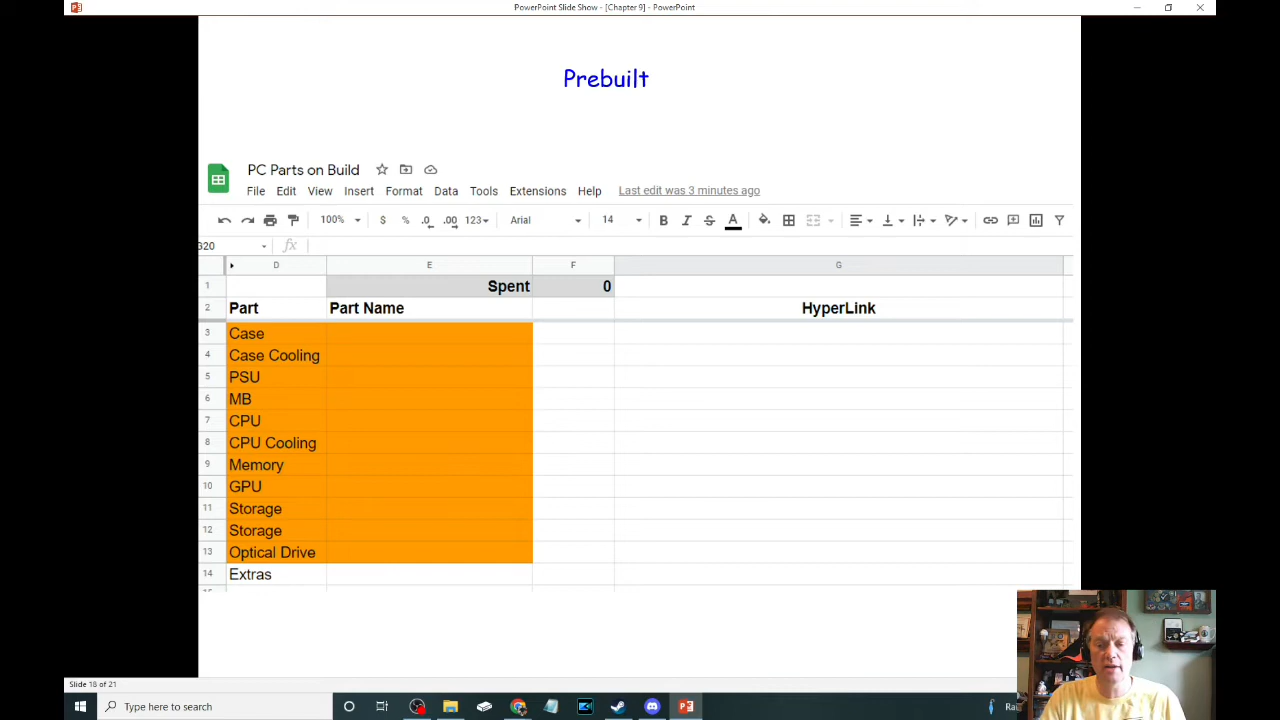 PowerPoint Slide Show - [Chapter 9] - PowerPoint
Prebuilt
PC Parts on Build
File Edit View Insert Format Data Tools Extensions Help Last edit was 3 minutes ago
100% $ % .0 .00 123 Arial 14 B I S A
G20 fx
D E F G
1 Spent 0
2 Part Part Name HyperLink
3 Case
4 Case Cooling
5 PSU
6 MB
7 CPU
8 CPU Cooling
9 Memory
10 GPU
11 Storage
12 Storage
13 Optical Drive
14 Extras
Slide 18 of 21
Type here to search